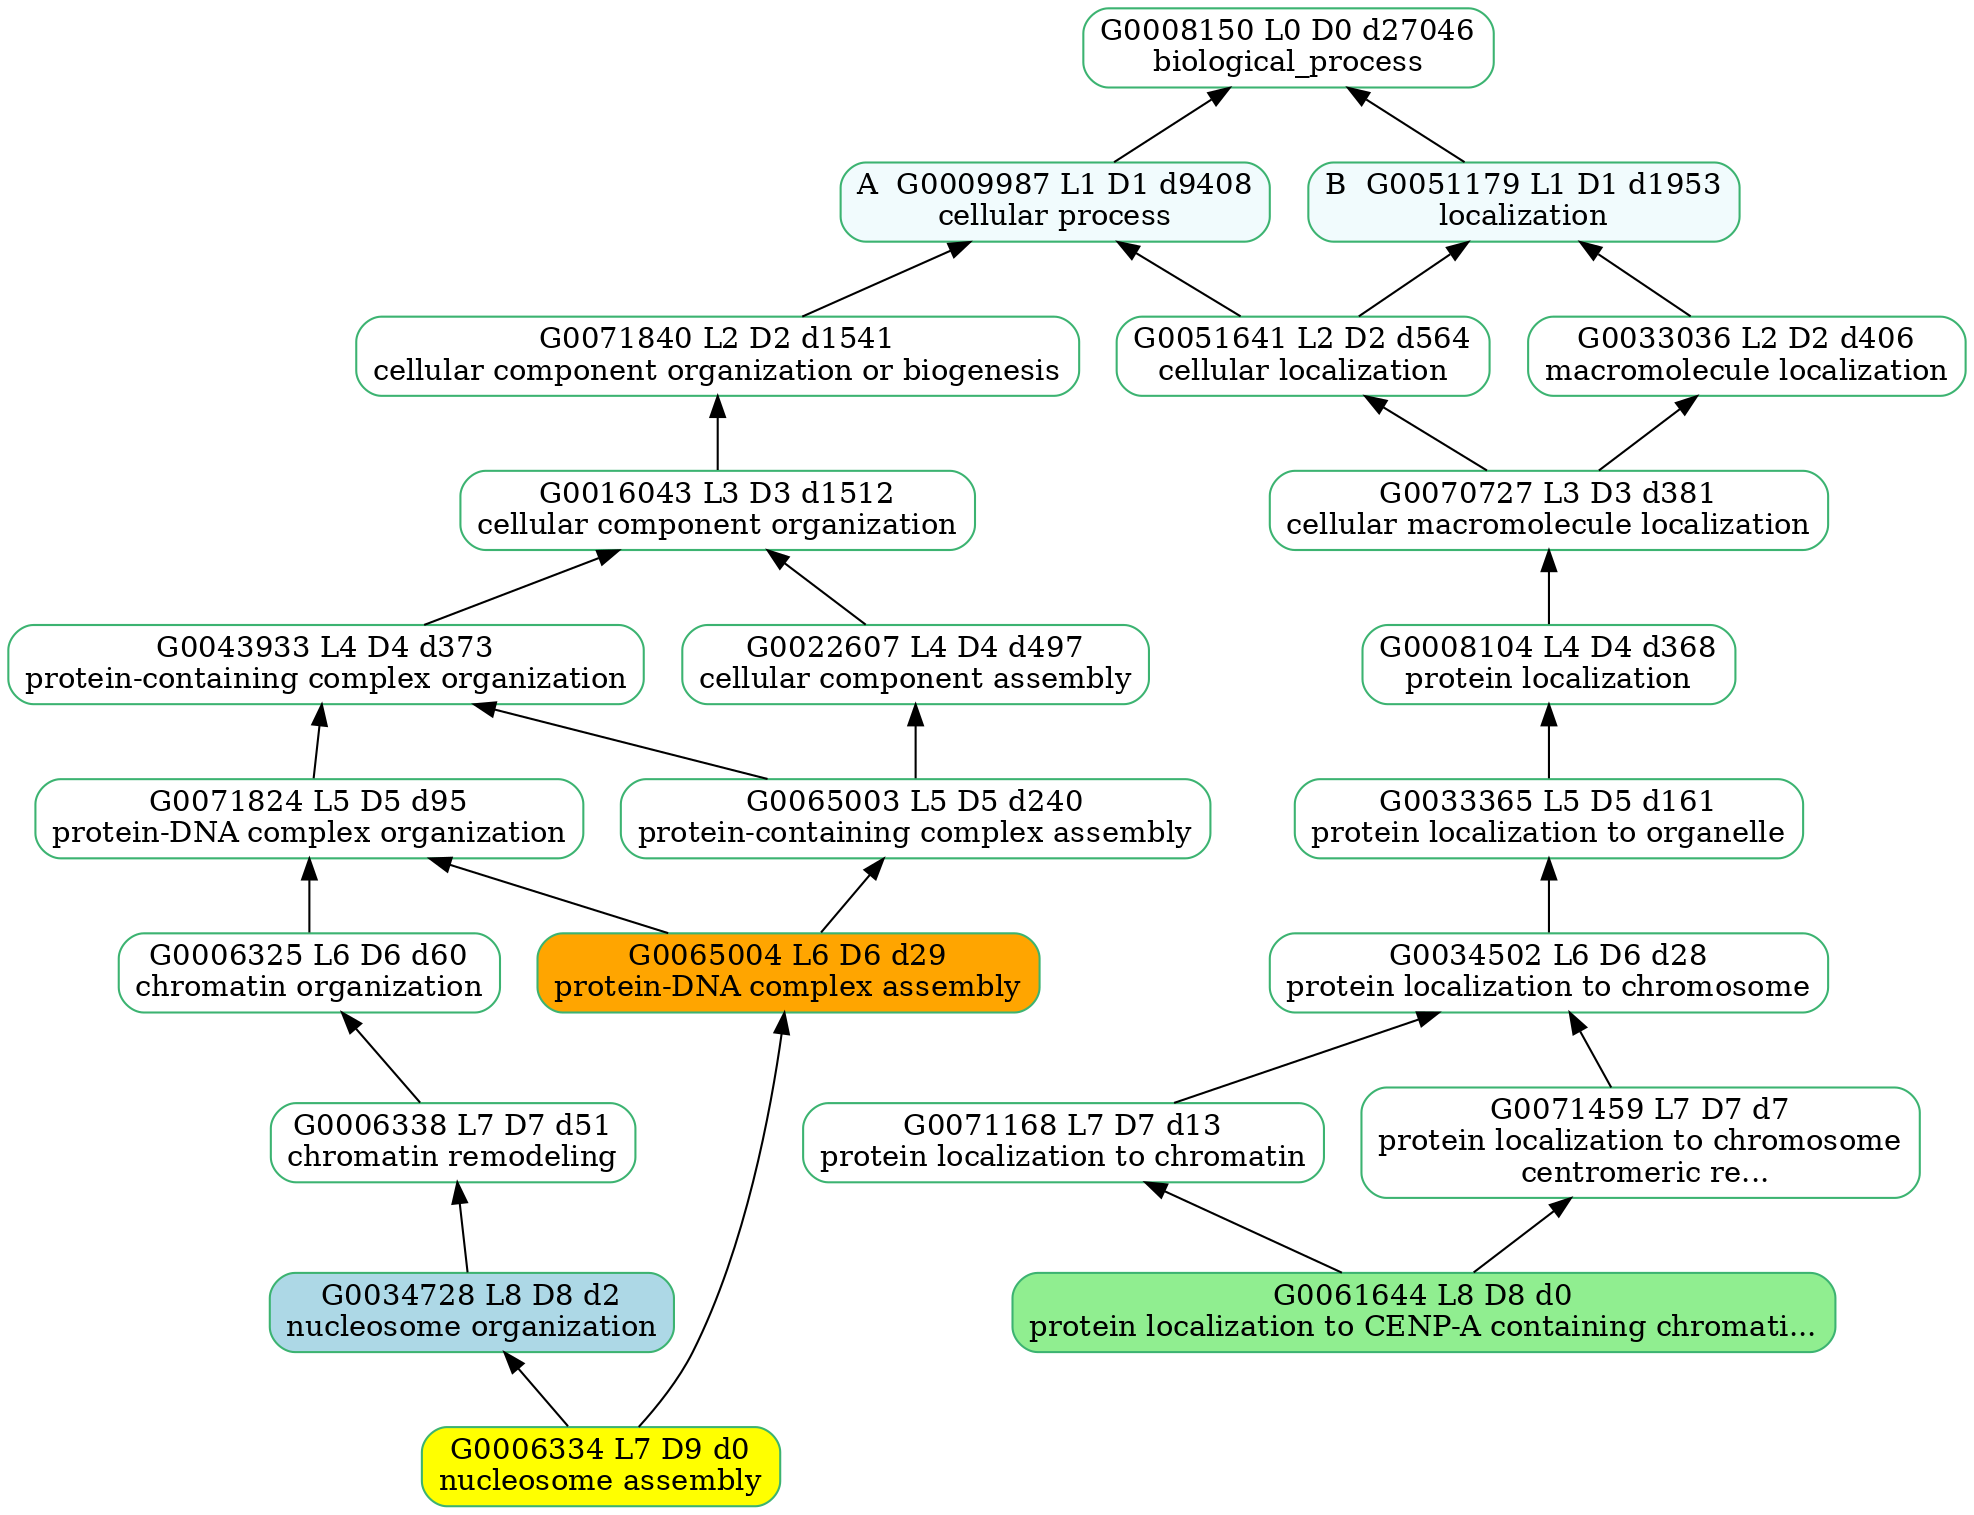 G0008150 L0 D0 d27046
biological_process
A  G0009987 L1 D1 d9408
cellular process
B  G0051179 L1 D1 d1953
localization
G0071840 L2 D2 d1541
cellular component organization or biogenesis
G0051641 L2 D2 d564
cellular localization
G0033036 L2 D2 d406
macromolecule localization
G0016043 L3 D3 d1512
cellular component organization
G0070727 L3 D3 d381
cellular macromolecule localization
G0043933 L4 D4 d373
protein-containing complex organization
G0022607 L4 D4 d497
cellular component assembly
G0008104 L4 D4 d368
protein localization
G0071824 L5 D5 d95
protein-DNA complex organization
G0065003 L5 D5 d240
protein-containing complex assembly
G0033365 L5 D5 d161
protein localization to organelle
G0006325 L6 D6 d60
chromatin organization
G0065004 L6 D6 d29
protein-DNA complex assembly
G0034502 L6 D6 d28
protein localization to chromosome
G0006338 L7 D7 d51
chromatin remodeling
G0071168 L7 D7 d13
protein localization to chromatin
G0071459 L7 D7 d7
protein localization to chromosome
centromeric re...
G0034728 L8 D8 d2
nucleosome organization
G0061644 L8 D8 d0
protein localization to CENP-A containing chromati...
G0006334 L7 D9 d0
nucleosome assembly